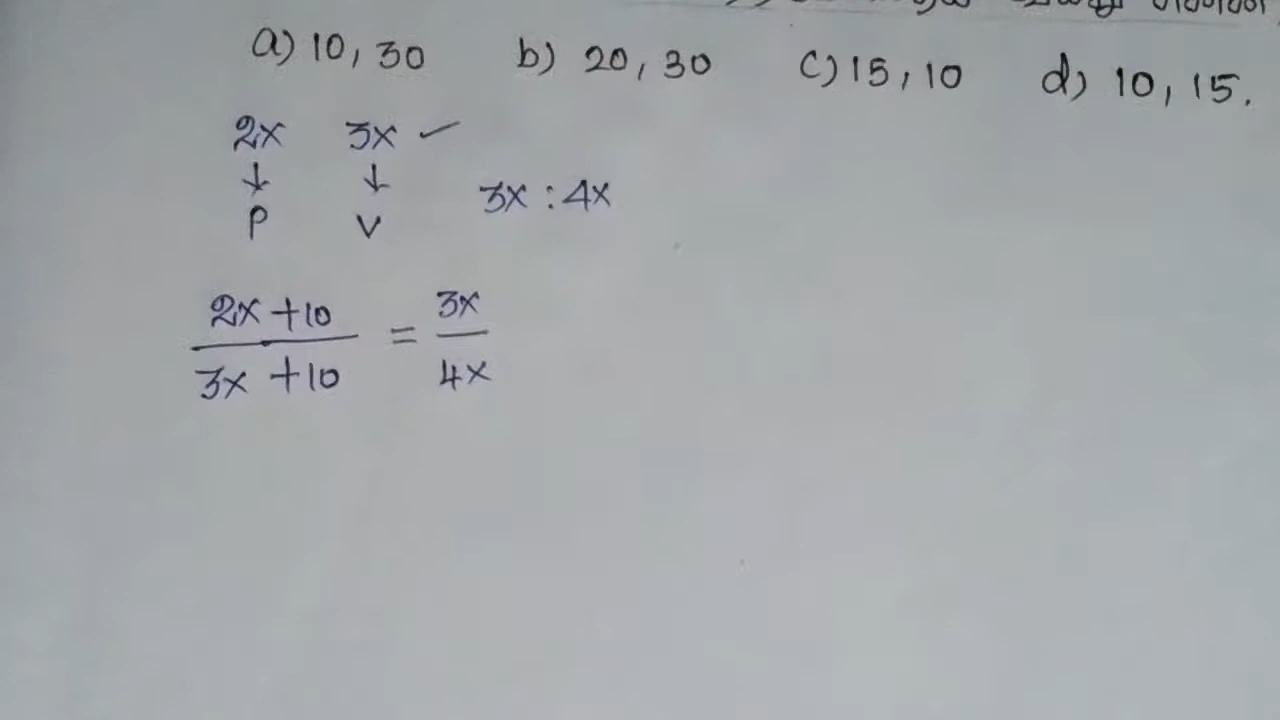 a) 10, 30 b) 20, 30 c) 15, 10 d) 10, 15.
2x 3x ✓
↓ ↓ 3x : 4x
P V
2x + 10 / 3x + 10 = 3x / 4x